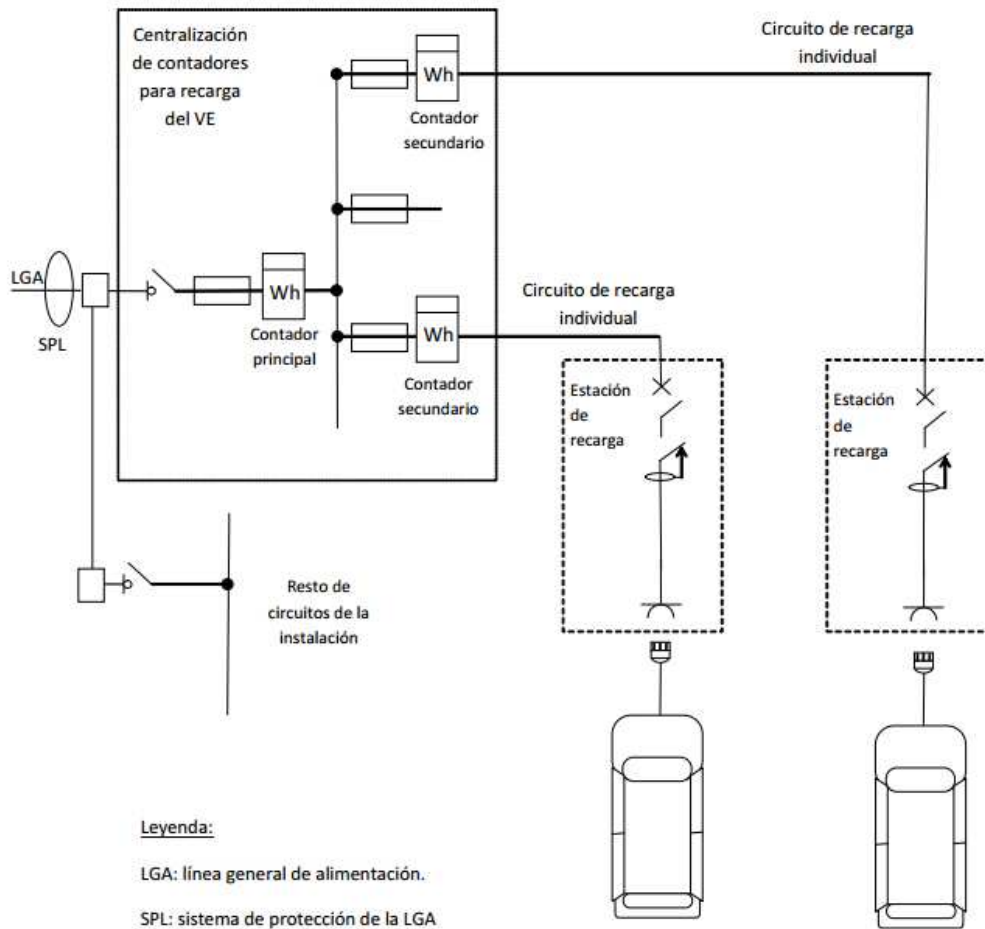 Centralización
de contadores
para recarga
del VE
Wh
Contador
secundario
Circuito de recarga
individual
LGA
SPL
Wh
Contador
principal
Wh
Contador
secundario
Circuito de recarga
individual
Estación
de
recarga
Estación
de
recarga
Resto de
circuitos de la
instalación
Leyenda:
LGA: línea general de alimentación.
SPL: sistema de protección de la LGA